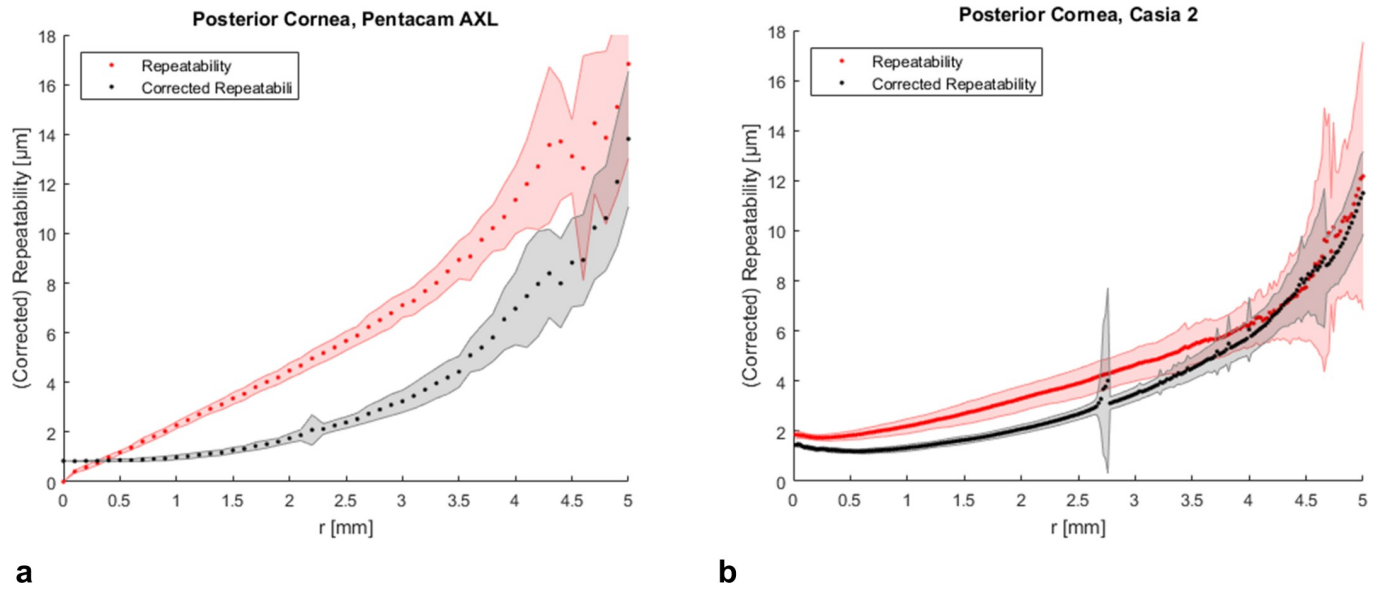 Posterior Cornea, Pentacam AXL
Repeatability
Corrected Repeatabili
(Corrected) Repeatability [µm]
18
16
14
12
10
8
6
4
2
0
0 0.5 1 1.5 2 2.5 3 3.5 4 4.5 5
r [mm]
a
Posterior Cornea, Casia 2
Repeatability
Corrected Repeatability
(Corrected) Repeatability [µm]
18
16
14
12
10
8
6
4
2
0
0 0.5 1 1.5 2 2.5 3 3.5 4 4.5 5
r [mm]
b